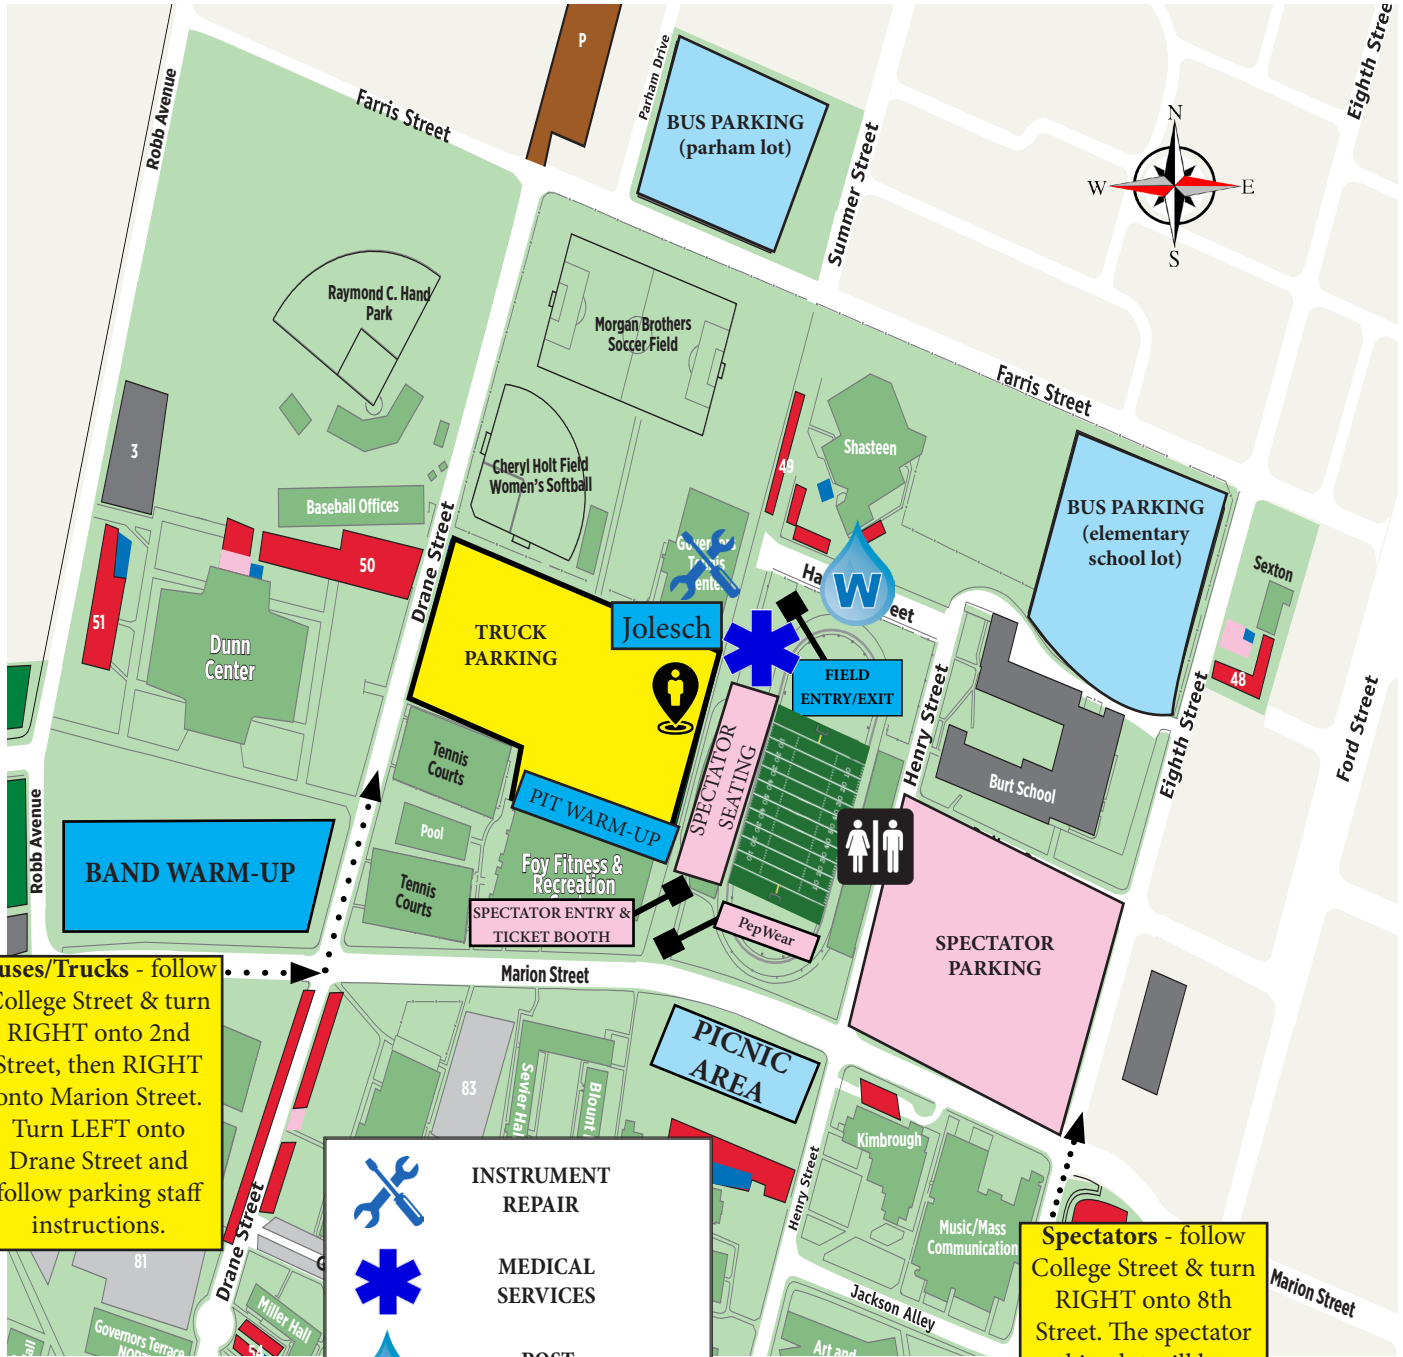 P
Parham Drive
Robb Avenue
Farris Street
BUS PARKING
(parham lot)
Summer Street
Eighth Stree
N
W
E
S
Raymond C. Hand
Park
Morgan Brothers
Soccer Field
Farris Street
3
Cheryl Holt Field
Women's Softball
49
Shasteen
Baseball Offices
BUS PARKING
(elementary
school lot)
Drane Street
50
51
Sexton
48
W
eet
TRUCK
PARKING
Jolesch
Dunn
Center
FIELD
ENTRY/EXIT
Henry Street
Eighth Street
Ford Street
Tennis
Courts
SPECTATOR
SEATING
Burt School
PIT WARM-UP
Pool
Robb Avenue
BAND WARM-UP
Foy Fitness &
Recreation
Tennis
Courts
SPECTATOR ENTRY &
TICKET BOOTH
PepWear
SPECTATOR
PARKING
Marion Street
uses/Trucks - follow
College Street & turn
RIGHT onto 2nd
Street, then RIGHT
onto Marion Street.
Turn LEFT onto
Drane Street and
follow parking staff
instructions.
PICNIC
AREA
83
Sevier Hal
Blount
Kimbrough
Henry Street
Music/Mass
Communication
INSTRUMENT
REPAIR
MEDICAL
SERVICES
POST
Drane Street
81
Miller Hall
Governors Terrace
NORTH
Jackson Alley
Art and
Spectators - follow
College Street & turn
RIGHT onto 8th
Street. The spectator
Marion Street